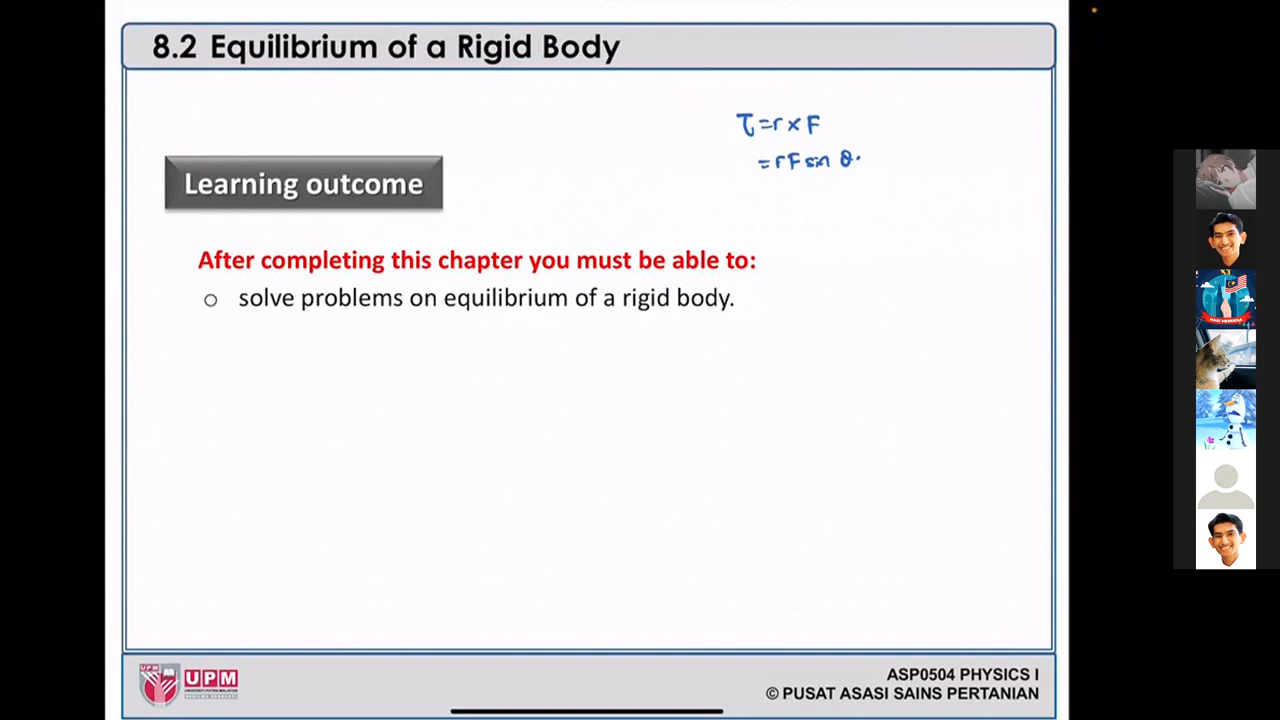 8.2 Equilibrium of a Rigid Body
τ = r × F
= rF sin θ.
Learning outcome
After completing this chapter you must be able to:
o solve problems on equilibrium of a rigid body.
UPM
UPM
ASP0504 PHYSICS I
© PUSAT ASASI SAINS PERTANIAN